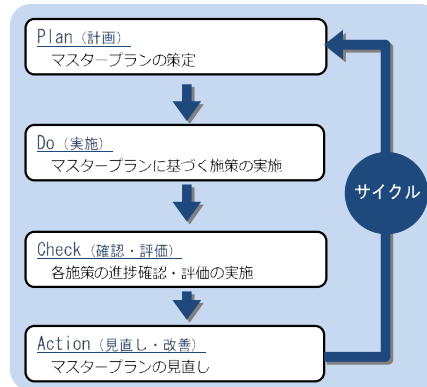 Plan（計画）
マスタープランの策定
Do（実施）
マスタープランに基づく施策の実施
サイクル
Check（確認・評価）
各施策の進捗確認・評価の実施
Action（見直し・改善）
マスタープランの見直し